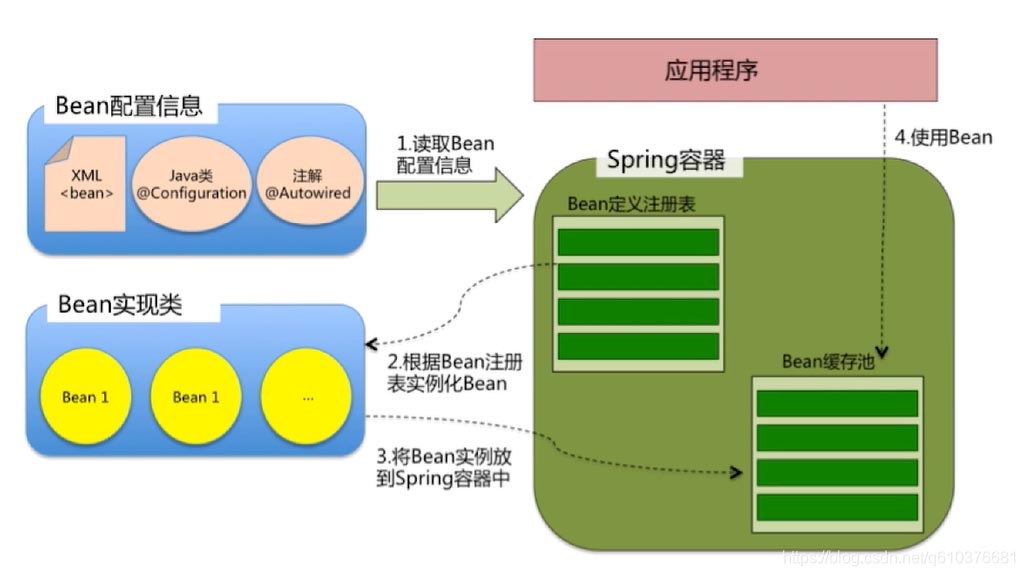 应用程序
Bean配置信息
XML
<bean>
Java类
@Configuration
注解
@Autowired
1.读取Bean
配置信息
4.使用Bean
Spring容器
Bean定义注册表
Bean实现类
Bean 1
Bean 1
...
2.根据Bean注册
表实例化Bean
Bean缓存池
3.将Bean实例放
到Spring容器中
https://blog.csdn.net/q610376681